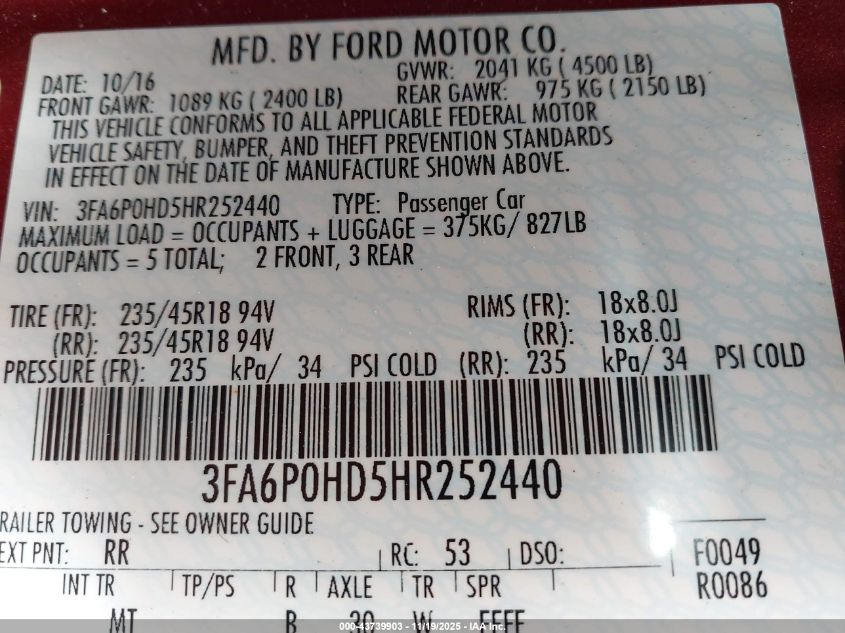 MFD. BY FORD MOTOR CO.
DATE: 10/16 GVWR: 2041 KG ( 4500 LB)
FRONT GAWR: 1089 KG ( 2400 LB) REAR GAWR: 975 KG ( 2150 LB)
THIS VEHICLE CONFORMS TO ALL APPLICABLE FEDERAL MOTOR
VEHICLE SAFETY, BUMPER, AND THEFT PREVENTION STANDARDS
IN EFFECT ON THE DATE OF MANUFACTURE SHOWN ABOVE.
VIN: 3FA6P0HD5HR252440 TYPE: Passenger Car
MAXIMUM LOAD = OCCUPANTS + LUGGAGE = 375KG/ 827LB
OCCUPANTS = 5 TOTAL; 2 FRONT, 3 REAR
TIRE (FR): 235/45R18 94V RIMS (FR): 18x8.0J
(RR): 235/45R18 94V (RR): 18x8.0J
PRESSURE (FR): 235 kPa/ 34 PSI COLD (RR): 235 kPa/ 34 PSI COLD
3FA6P0HD5HR252440
RAILER TOWING - SEE OWNER GUIDE
EXT PNT: RR RC: 53 DSO: F0049
R0086
INT TR TP/PS R AXLE TR SPR
MT B W FFFF
000-43739903 - 11/19/2025 - IAA Inc.